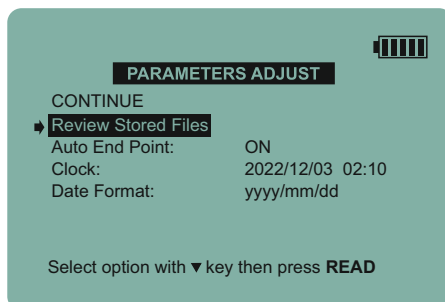 PARAMETERS ADJUST
CONTINUE
Review Stored Files
Auto End Point: ON
Clock: 2022/12/03 02:10
Date Format: yyyy/mm/dd
Select option with ▼ key then press READ